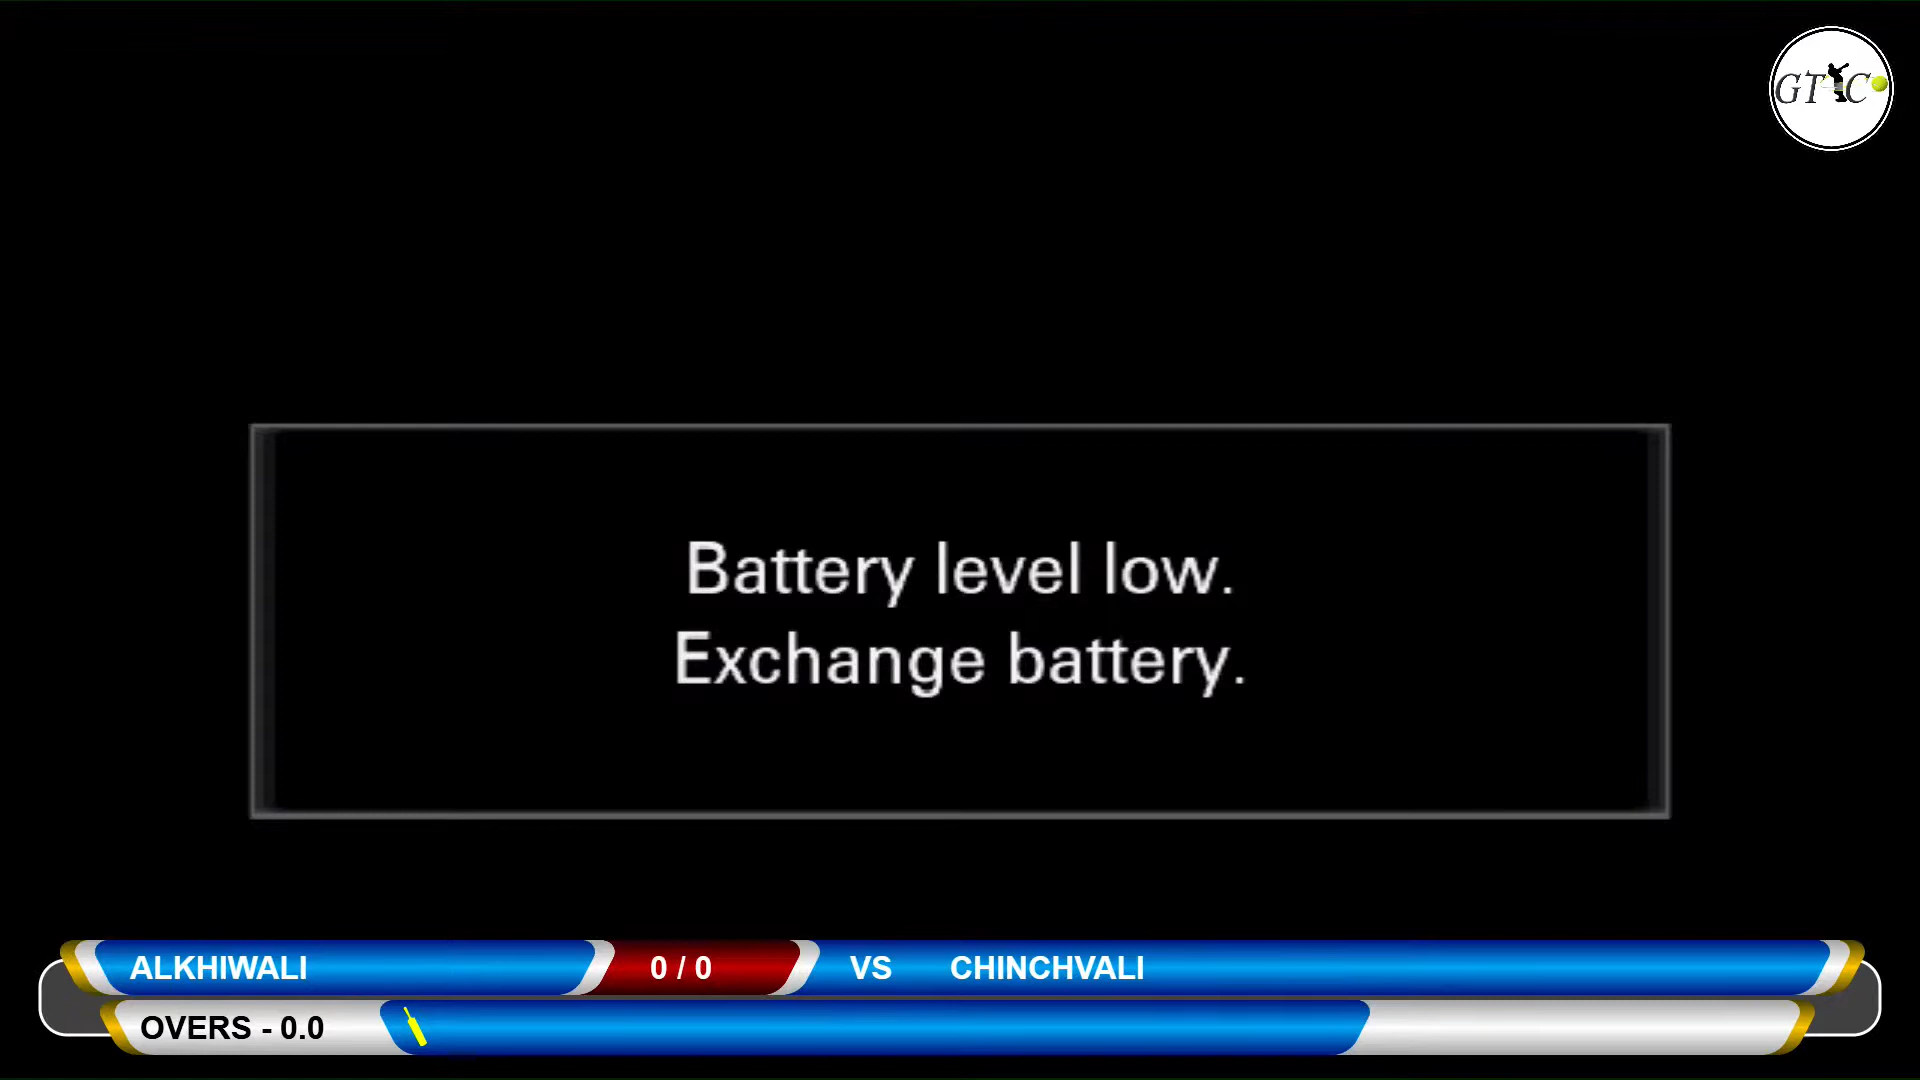 GTC
Battery level low.
Exchange battery.
ALKHIWALI 0 / 0 VS CHINCHVALI
OVERS - 0.0